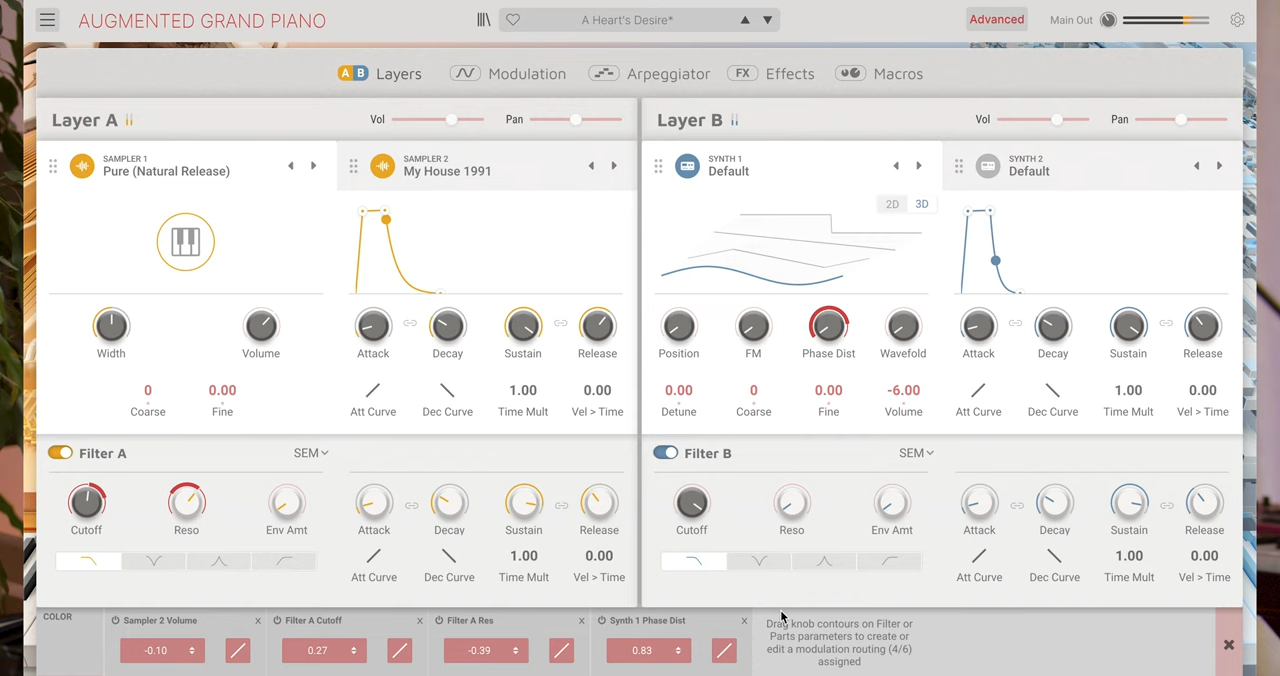 AUGMENTED GRAND PIANO
A Heart's Desire*
Advanced
Main Out
A B Layers
Modulation
Arpeggiator
FX Effects
Macros
Layer A
Vol
Pan
Layer B
Vol
Pan
SAMPLER 1
Pure (Natural Release)
SAMPLER 2
My House 1991
SYNTH 1
Default
SYNTH 2
Default
2D 3D
Width
Volume
Attack
Decay
Sustain
Release
Position
FM
Phase Dist
Wavefold
Attack
Decay
Sustain
Release
0
Coarse
0.00
Fine
Att Curve
Dec Curve
1.00
Time Mult
0.00
Vel > Time
0.00
Detune
0
Coarse
0.00
Fine
-6.00
Volume
Att Curve
Dec Curve
1.00
Time Mult
0.00
Vel > Time
Filter A
SEM
Filter B
SEM
Cutoff
Reso
Env Amt
Attack
Decay
Sustain
Release
Cutoff
Reso
Env Amt
Attack
Decay
Sustain
Release
Att Curve
Dec Curve
1.00
Time Mult
0.00
Vel > Time
Att Curve
Dec Curve
1.00
Time Mult
0.00
Vel > Time
COLOR
Sampler 2 Volume x
-0.10
Filter A Cutoff x
0.27
Filter A Res x
-0.39
Synth 1 Phase Dist x
0.83
Drag knob contours on Filter or
Parts parameters to create or
edit a modulation routing (4/6)
assigned